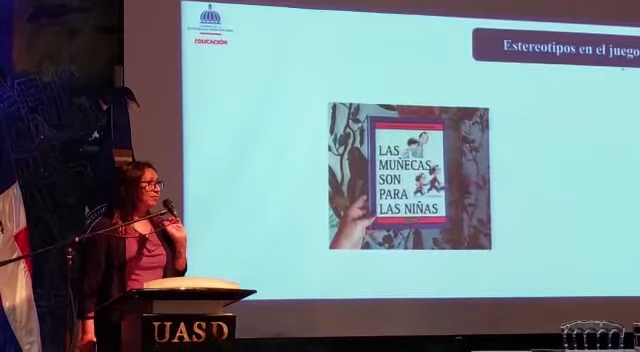 EDUCACIÓN
Estereotipos en el juego
LAS
MUÑECAS
SON
PARA
LAS NIÑAS
UASD